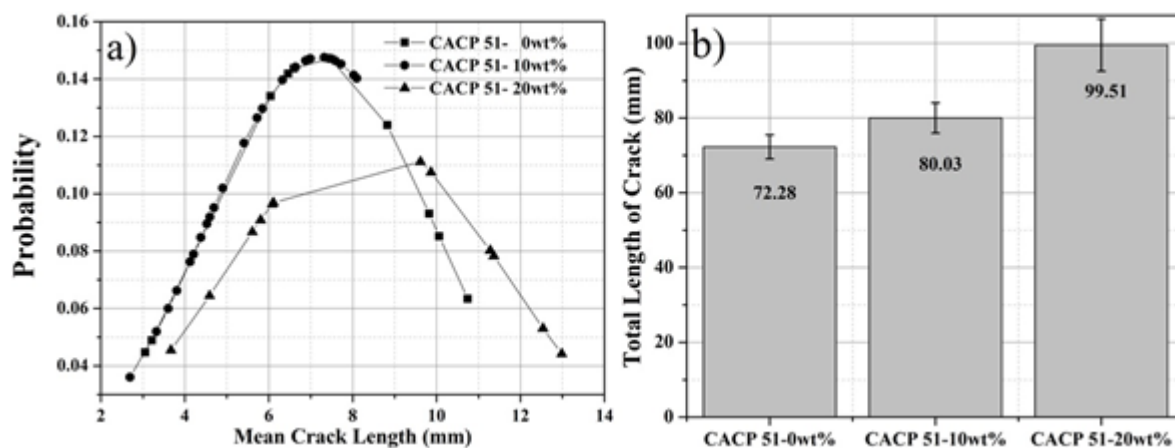 a)
CACP 51- 0wt%
CACP 51- 10wt%
CACP 51- 20wt%
0.16
0.14
0.12
0.10
0.08
0.06
0.04
Probability
2 4 6 8 10 12 14
Mean Crack Length (mm)
b)
100
80
60
40
20
0
Total Length of Crack (mm)
72.28
80.03
99.51
CACP 51-0wt% CACP 51-10wt% CACP 51-20wt%